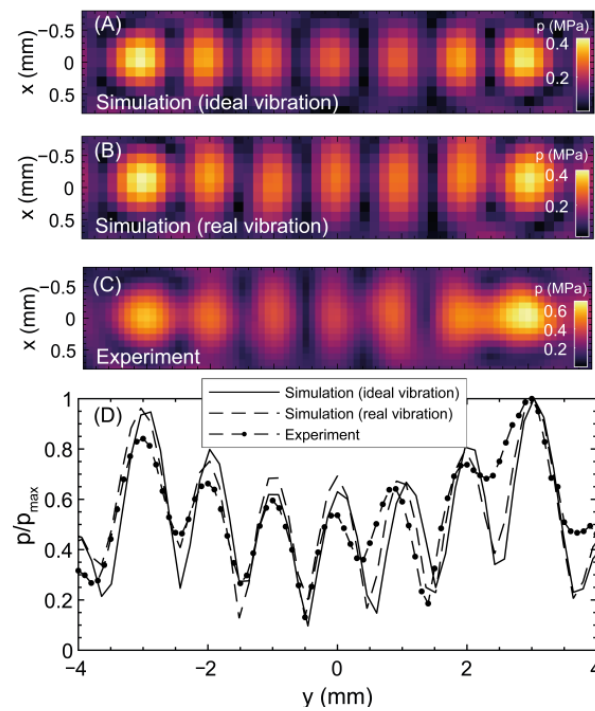 (A)
p (MPa)
−0.5
0.4
x (mm)
0
0.2
0.5
Simulation (ideal vibration)
(B)
p (MPa)
−0.5
0.4
x (mm)
0
0.2
0.5
Simulation (real vibration)
(C)
p (MPa)
−0.5
0.6
x (mm)
0
0.4
0.2
0.5
Experiment
(D)
Simulation (ideal vibration)
Simulation (real vibration)
Experiment
1
0.8
0.6
0.4
0.2
0
p/pmax
−4 −2 0 2 4
y (mm)